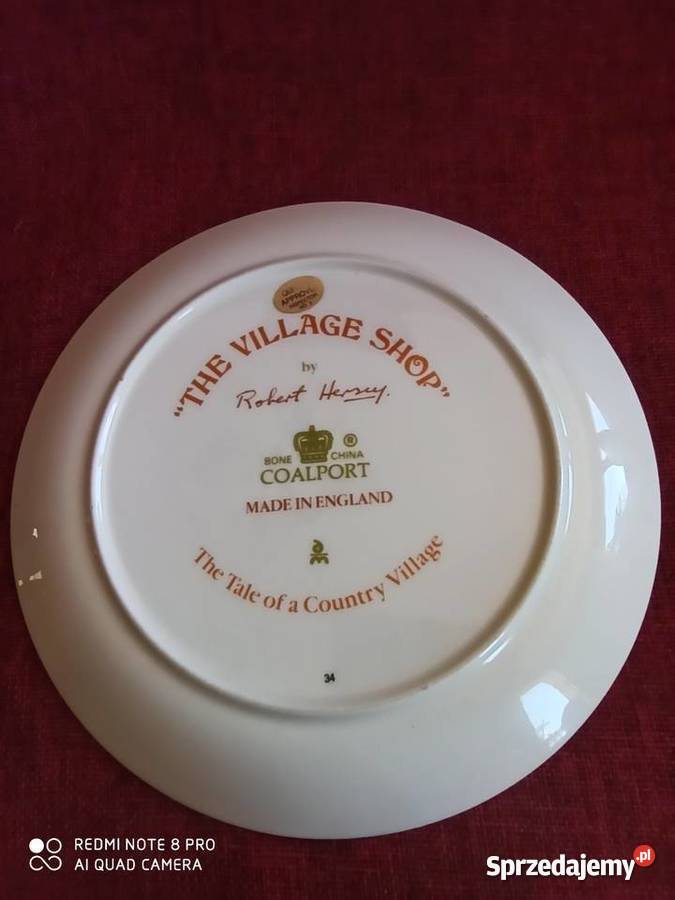 APPROV
"THE VILLAGE SHOP"
by
Robert Hersey.
BONE CHINA ®
COALPORT
MADE IN ENGLAND
The Tale of a Country Village
34
REDMI NOTE 8 PRO
AI QUAD CAMERA
Sprzedajemy.pl